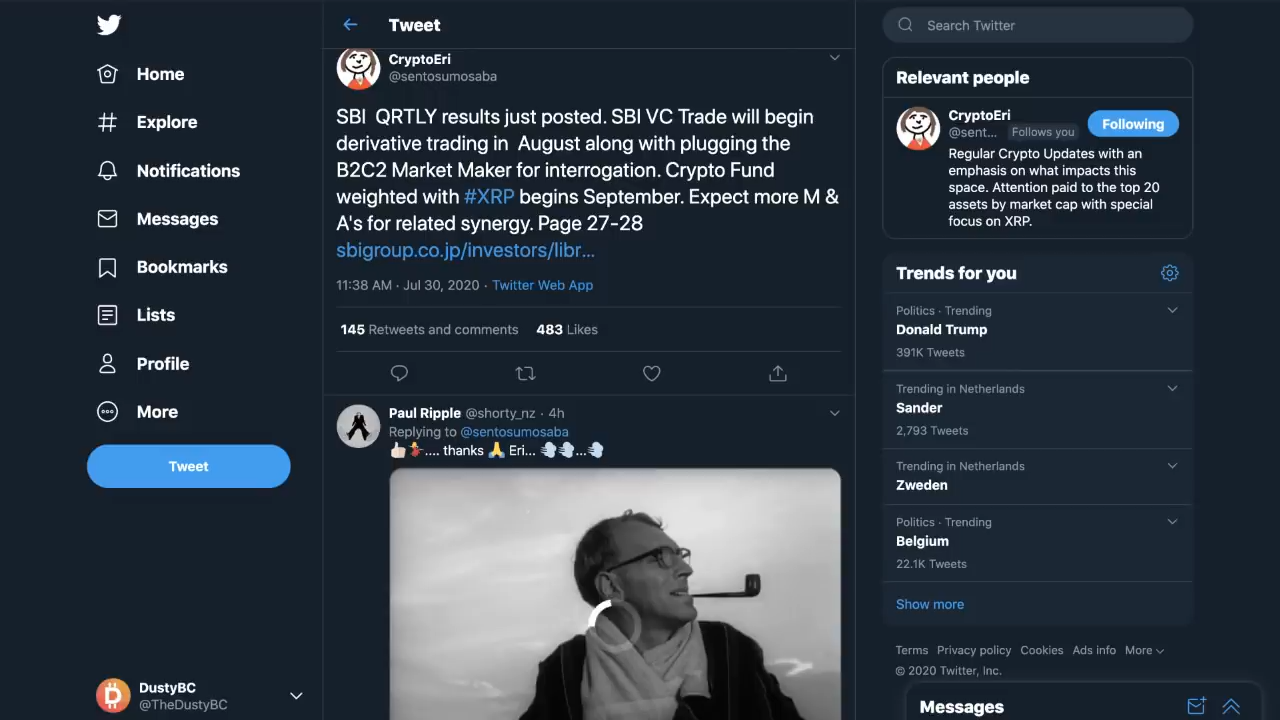 Home
Explore
Notifications
Messages
Bookmarks
Lists
Profile
More
Tweet
DustyBC
@TheDustyBC
Tweet
CryptoEri
@sentosumosaba
SBI QRTLY results just posted. SBI VC Trade will begin
derivative trading in August along with plugging the
B2C2 Market Maker for interrogation. Crypto Fund
weighted with #XRP begins September. Expect more M &
A's for related synergy. Page 27-28
sbigroup.co.jp/investors/libr...
11:38 AM · Jul 30, 2020 · Twitter Web App
145 Retweets and comments 483 Likes
Paul Ripple @shorty_nz · 4h
Replying to @sentosumosaba
👍🏻💃.... thanks 🙏 Eri... 💨💨...💨
Search Twitter
Relevant people
CryptoEri
@sent... Follows you
Following
Regular Crypto Updates with an
emphasis on what impacts this
space. Attention paid to the top 20
assets by market cap with special
focus on XRP.
Trends for you
Politics · Trending
Donald Trump
391K Tweets
Trending in Netherlands
Sander
2,793 Tweets
Trending in Netherlands
Zweden
Politics · Trending
Belgium
22.1K Tweets
Show more
Terms Privacy policy Cookies Ads info More
© 2020 Twitter, Inc.
Messages